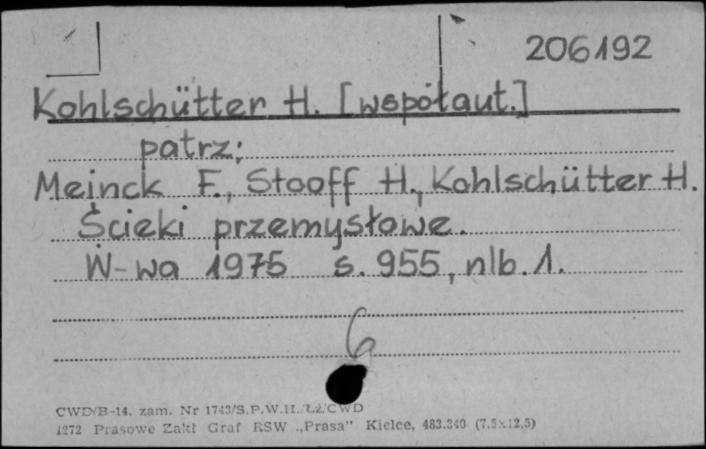 206192
Kohlschütter H. [współaut.]
patrz:
Meinck F., Stooff H., Kohlschütter H.
Ścieki przemysłowe.
W-wa 1975 s. 955, nlb. 1.
6
CWD/B-14. zam. Nr 1743/S.P.W.H./ŁŻ/CWD
1272 Prasowe Zakł Graf RSW „Prasa" Kielce, 483.340 (7,5x12,5)